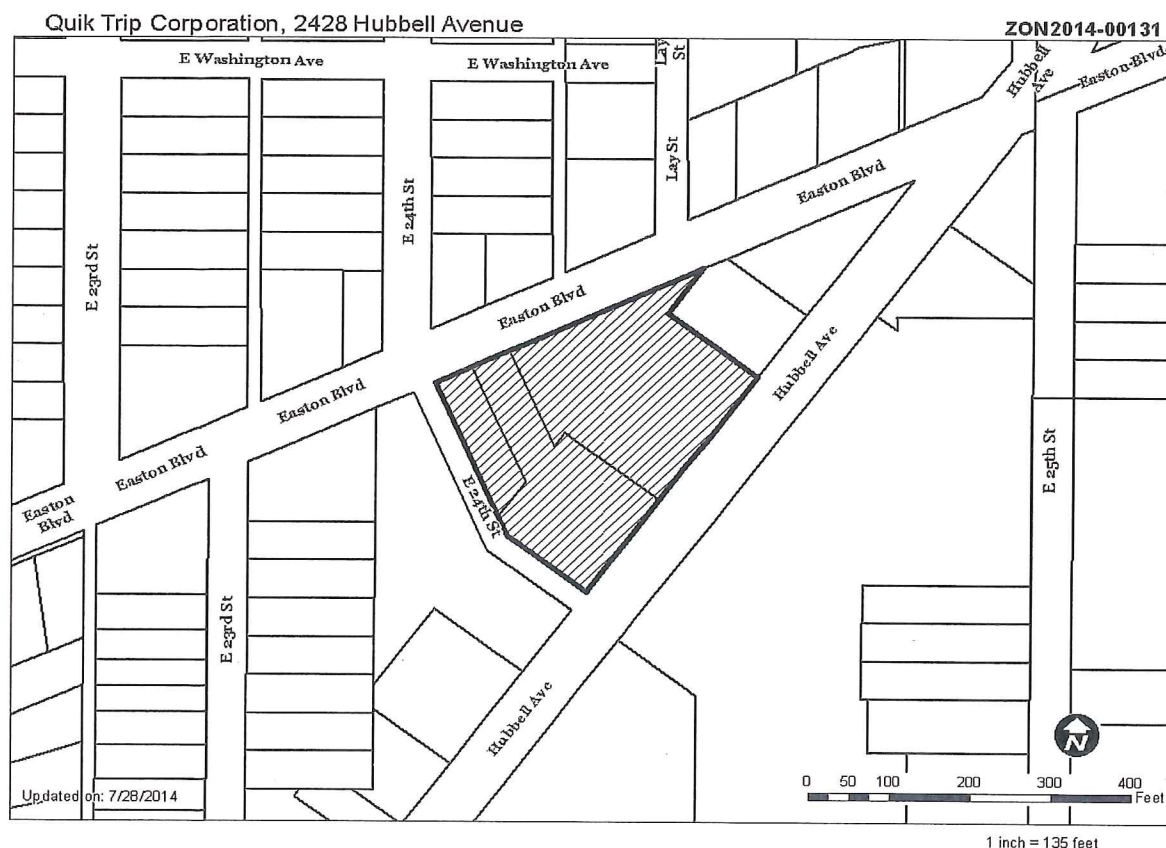 Quik Trip Corporation, 2428 Hubbell Avenue
ZON2014-00131
E Washington Ave
E Washington Ave
Lay St
Hubbell Ave
Easton Blvd
Lay St
Easton Blvd
E 24th St
E 23rd St
Easton Blvd
Hubbell Ave
Easton Blvd
E 25th St
Easton Blvd
E 24th St
Easton Blvd
E 23rd St
Hubbell Ave
N
Updated on: 7/28/2014
0 50 100 200 300 400
Feet
1 inch = 135 feet